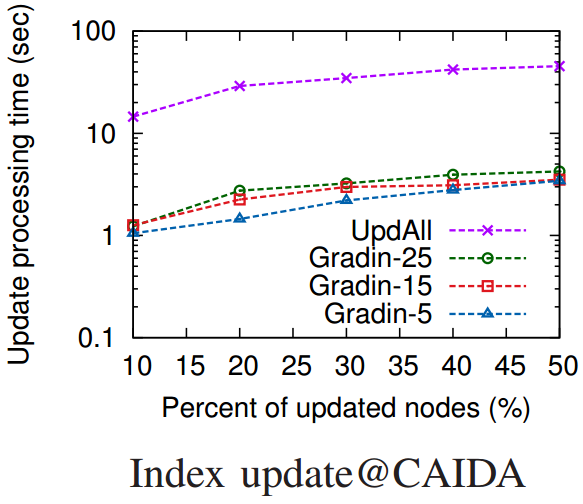 Update processing time (sec)
100
10
1
0.1
UpdAll
Gradin-25
Gradin-15
Gradin-5
10 15 20 25 30 35 40 45 50
Percent of updated nodes (%)
Index update@CAIDA